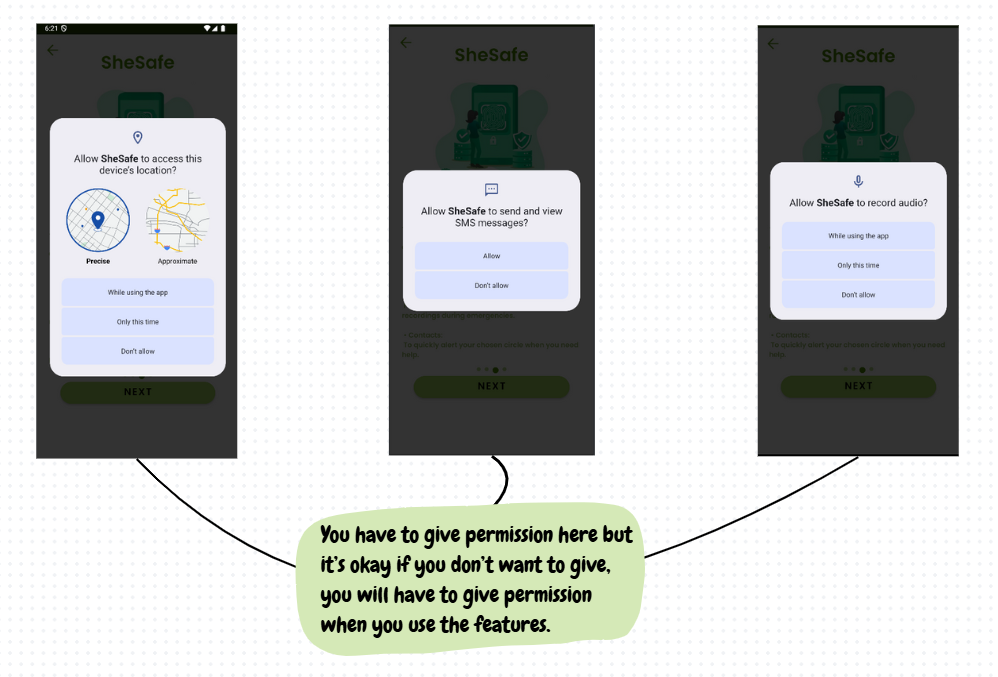 6:21
SheSafe
Allow SheSafe to access this
device's location?
Precise
Approximate
While using the app
Only this time
Don't allow
NEXT
SheSafe
Allow SheSafe to send and view
SMS messages?
Allow
Don't allow
recordings during emergencies.
• Contacts:
To quickly alert your chosen circle when you need
help.
NEXT
SheSafe
Allow SheSafe to record audio?
While using the app
Only this time
Don't allow
• Contacts:
To quickly alert your chosen circle when you need
help.
NEXT
You have to give permission here but
it's okay if you don't want to give,
you will have to give permission
when you use the features.